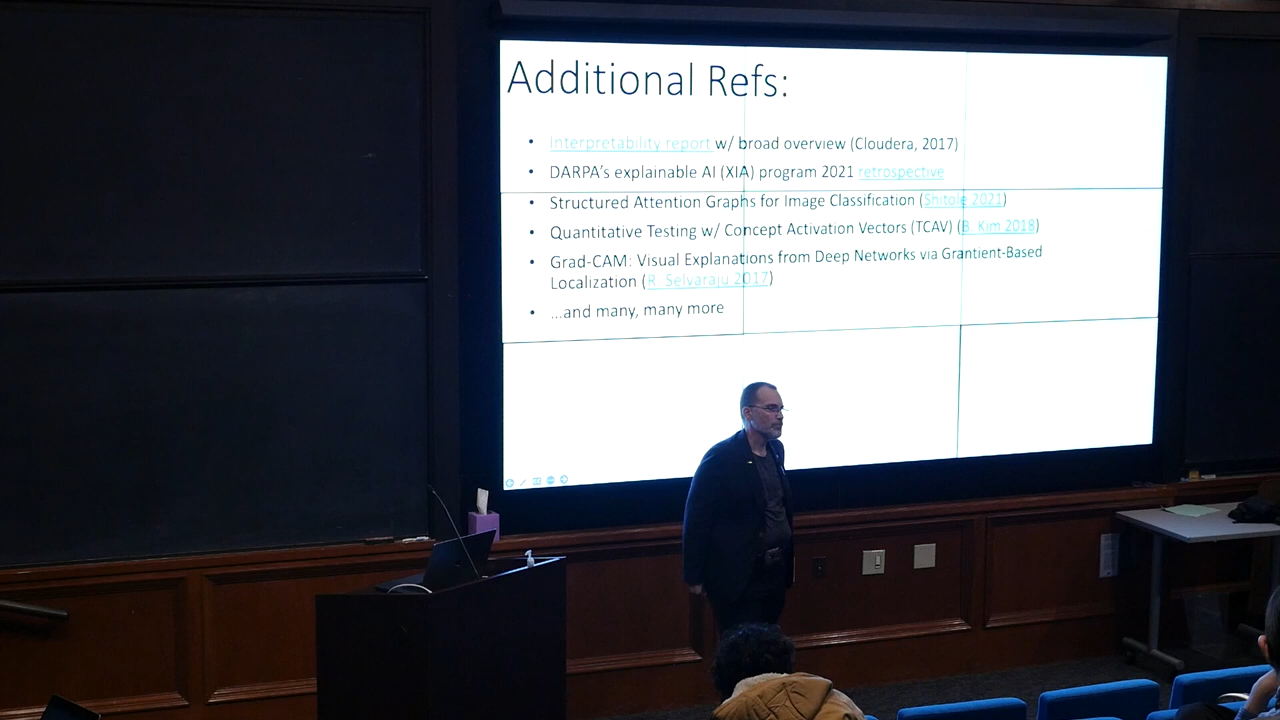 Additional Refs:
• Interpretability report w/ broad overview (Cloudera, 2017)
• DARPA's explainable AI (XIA) program 2021 retrospective
• Structured Attention Graphs for Image Classification (Shitole 2021)
• Quantitative Testing w/ Concept Activation Vectors (TCAV) (B. Kim 2018)
• Grad-CAM: Visual Explanations from Deep Networks via Grantient-Based
Localization (R. Selvaraju 2017)
• ...and many, many more